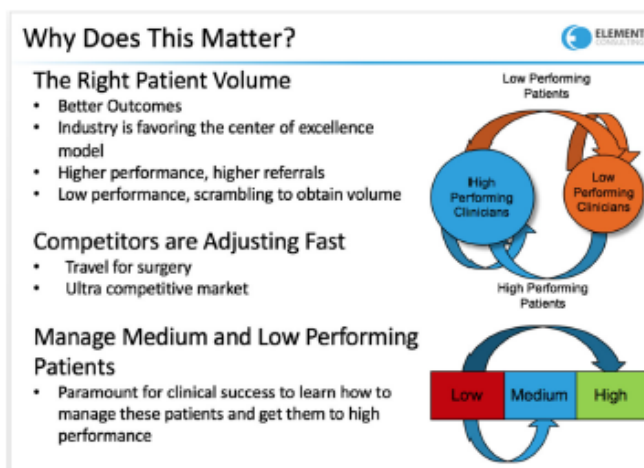 Why Does This Matter?
ELEMENT
CONSULTING
The Right Patient Volume
• Better Outcomes
• Industry is favoring the center of excellence
model
• Higher performance, higher referrals
• Low performance, scrambling to obtain volume
Competitors are Adjusting Fast
• Travel for surgery
• Ultra competitive market
Manage Medium and Low Performing
Patients
• Paramount for clinical success to learn how to
manage these patients and get them to high
performance
Low Performing
Patients
High
Performing
Clinicians
Low
Performing
Clinicians
High Performing
Patients
Low
Medium
High